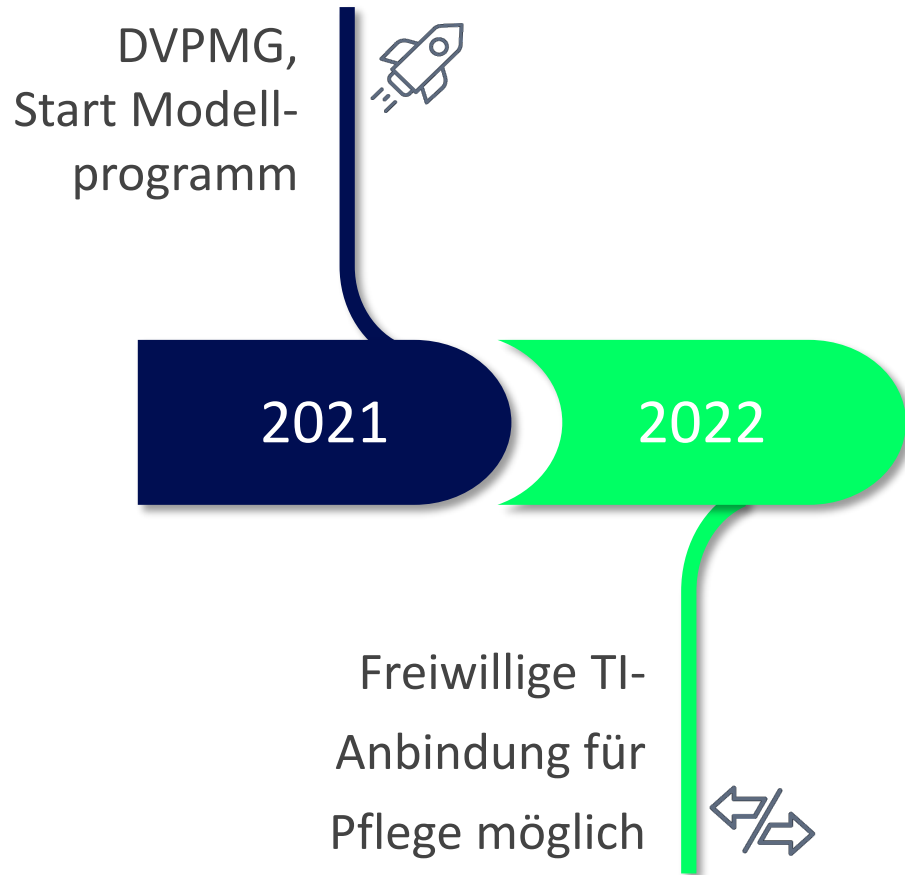 DVPMG,
Start Modell-
programm
2021
2022
Freiwillige TI-
Anbindung für
Pflege möglich